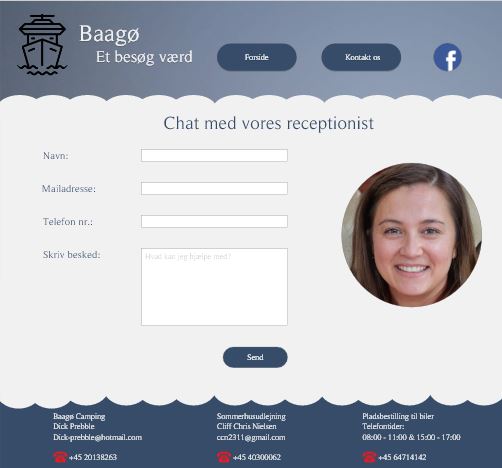 Baagø
Et besøg værd
Forside
Kontakt os
f
Chat med vores receptionist
Navn:
Mailadresse:
Telefon nr.:
Skriv besked:
Hvad kan jeg hjælpe med?
Send
Baagø Camping
Dick Prebble
Dick-prebble@hotmail.com
+45 20138263
Sommerhusudlejning
Cliff Chris Nielsen
ccn2311@gmail.com
+45 40300062
Pladsbestilling til biler
Telefontider:
08:00 - 11:00 & 15:00 - 17:00
+45 64714142